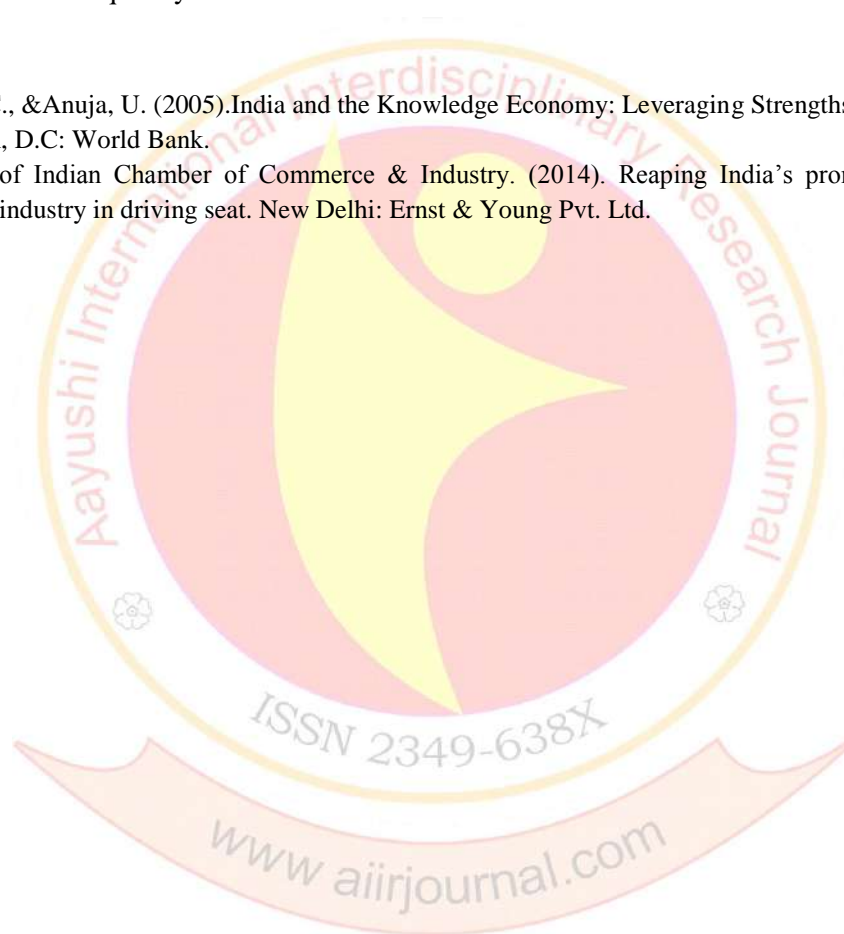 ., &Anuja, U. (2005).India and the Knowledge Economy: Leveraging Strengths
, D.C: World Bank.
of Indian Chamber of Commerce & Industry. (2014). Reaping India’s
industry in driving seat. New Delhi: Ernst & Young Pvt. Ltd.
Aayushi International Interdisciplinary Research Journal
ISSN 2349-638X
www aiirjournal.com